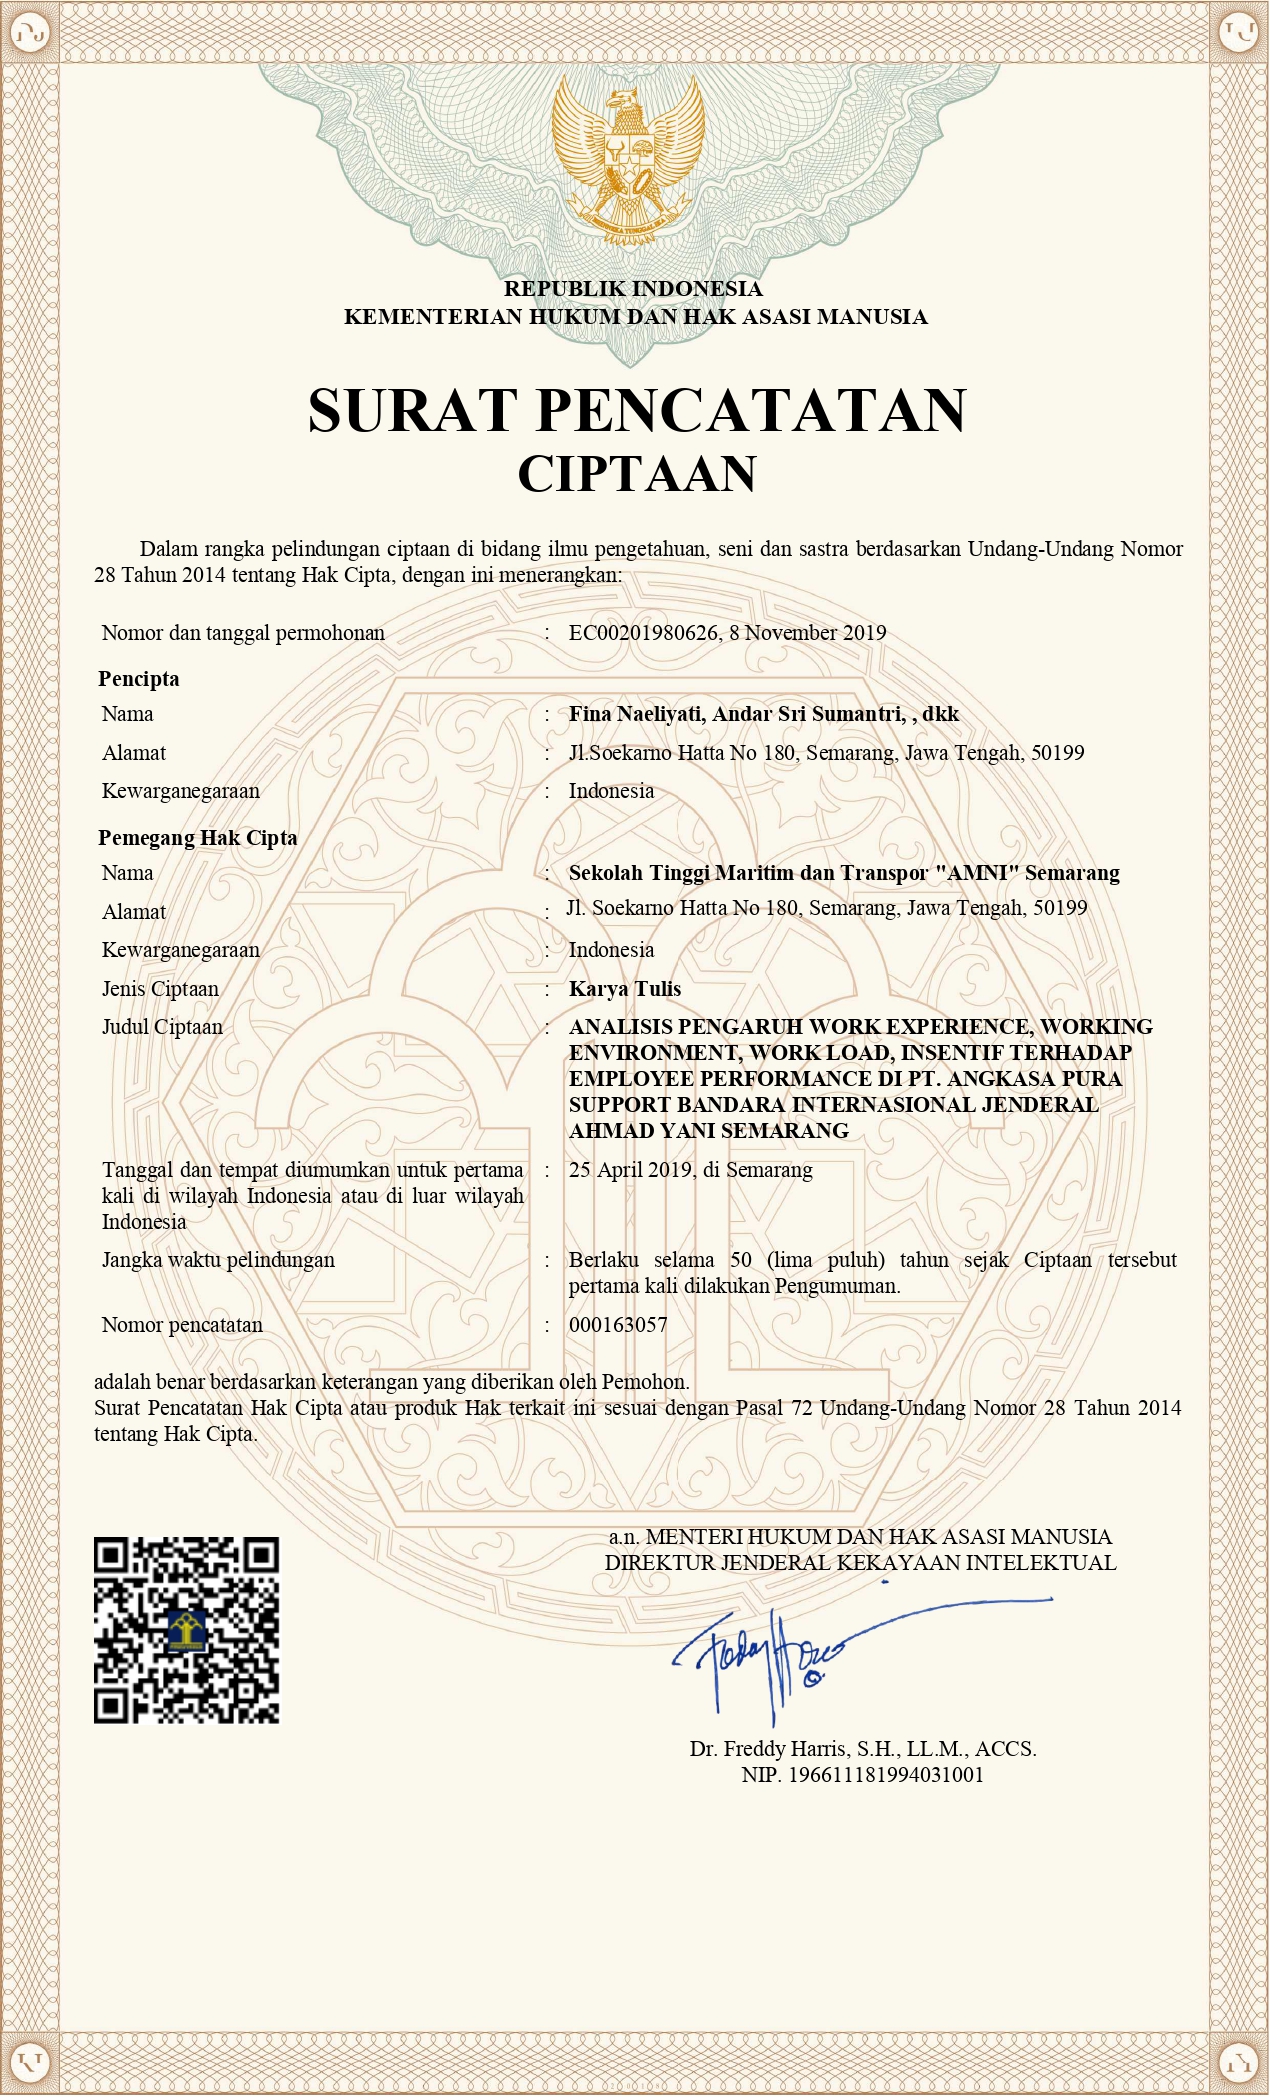 REPUBLIK INDONESIA
KEMENTERIAN HUKUM DAN HAK ASASI MANUSIA
SURAT PENCATATAN
CIPTAAN
Dalam rangka pelindungan ciptaan di bidang ilmu pengetahuan, seni dan sastra berdasarkan Undang-Undang Nomor
28 Tahun 2014 tentang Hak Cipta, dengan ini menerangkan:
Nomor dan tanggal permohonan : EC00201980626, 8 November 2019
Pencipta
Nama : Fina Naeliyati, Andar Sri Sumantri, , dkk
Alamat : Jl.Soekarno Hatta No 180, Semarang, Jawa Tengah, 50199
Kewarganegaraan : Indonesia
Pemegang Hak Cipta
Nama : Sekolah Tinggi Maritim dan Transpor "AMNI" Semarang
Alamat : Jl. Soekarno Hatta No 180, Semarang, Jawa Tengah, 50199
Kewarganegaraan : Indonesia
Jenis Ciptaan : Karya Tulis
Judul Ciptaan : ANALISIS PENGARUH WORK EXPERIENCE, WORKING
ENVIRONMENT, WORK LOAD, INSENTIF TERHADAP
EMPLOYEE PERFORMANCE DI PT. ANGKASA PURA
SUPPORT BANDARA INTERNASIONAL JENDERAL
AHMAD YANI SEMARANG
Tanggal dan tempat diumumkan untuk pertama : 25 April 2019, di Semarang
kali di wilayah Indonesia atau di luar wilayah
Indonesia
Jangka waktu pelindungan : Berlaku selama 50 (lima puluh) tahun sejak Ciptaan tersebut
pertama kali dilakukan Pengumuman.
Nomor pencatatan : 000163057
adalah benar berdasarkan keterangan yang diberikan oleh Pemohon.
Surat Pencatatan Hak Cipta atau produk Hak terkait ini sesuai dengan Pasal 72 Undang-Undang Nomor 28 Tahun 2014
tentang Hak Cipta.
a.n. MENTERI HUKUM DAN HAK ASASI MANUSIA
DIREKTUR JENDERAL KEKAYAAN INTELEKTUAL
Dr. Freddy Harris, S.H., LL.M., ACCS.
NIP. 196611181994031001